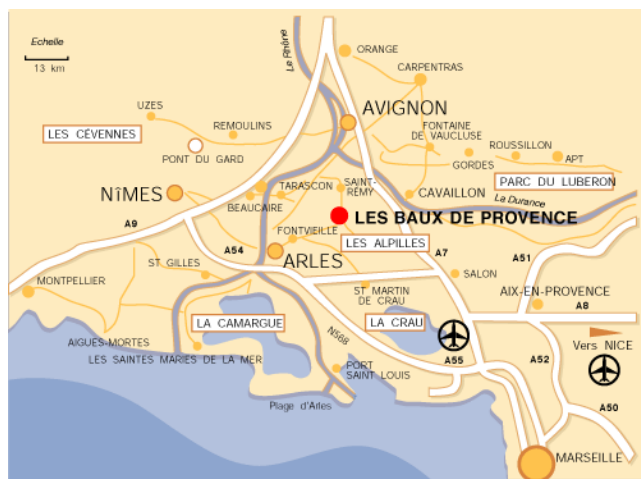 Echelle
13 km
Le Rhône
ORANGE
CARPENTRAS
UZES
REMOULINS
AVIGNON
LES CÉVENNES
PONT DU GARD
FONTAINE
DE VAUCLUSE
ROUSSILLON
GORDES
APT
PARC DU LUBERON
NîMES
TARASCON
SAINT-
RÉMY
CAVAILLON
La Durance
BEAUCAIRE
LES BAUX DE PROVENCE
A9
A54
FONTVIEILLE
LES ALPILLES
A7
A51
ST GILLES
ARLES
SALON
MONTPELLIER
ST MARTIN
DE CRAU
AIX-EN-PROVENCE
A8
LA CAMARGUE
LA CRAU
N568
AIGUES-MORTES
LES SAINTES MARIES DE LA MER
Vers NICE
A55
A52
PORT
SAINT LOUIS
Plage d'Arles
A50
MARSEILLE